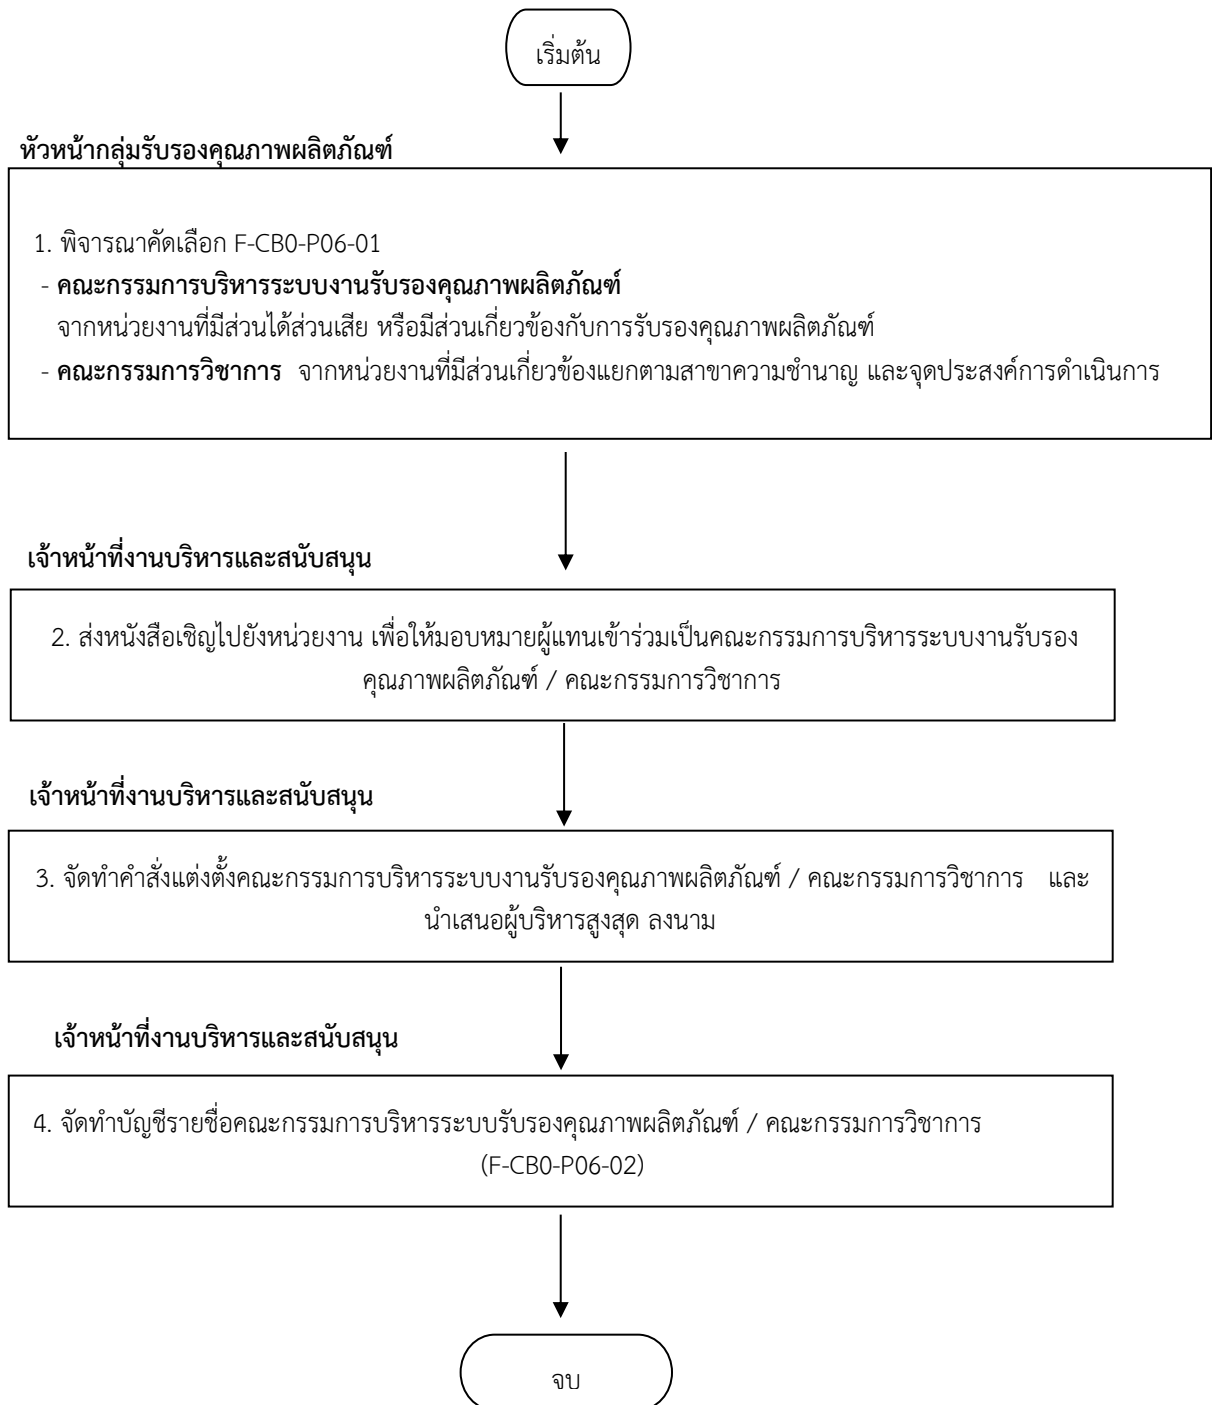 เริ่มต้น
หัวหน้ากลุ่มรับรองคุณภาพผลิตภัณฑ์
1. พิจารณาคัดเลือก F-CB0-P06-01
- คณะกรรมการบริหารระบบงานรับรองคุณภาพผลิตภัณฑ์
จากหน่วยงานที่มีส่วนได้ส่วนเสีย หรือมีส่วนเกี่ยวข้องกับการรับรองคุณภาพผลิตภัณฑ์
- คณะกรรมการวิชาการ จากหน่วยงานที่มีส่วนเกี่ยวข้องแยกตามสาขาความชำนาญ และจุดประสงค์การดำเนินการ
เจ้าหน้าที่งานบริหารและสนับสนุน
2. ส่งหนังสือเชิญไปยังหน่วยงาน เพื่อให้มอบหมายผู้แทนเข้าร่วมเป็นคณะกรรมการบริหารระบบงานรับรอง
คุณภาพผลิตภัณฑ์ / คณะกรรมการวิชาการ
เจ้าหน้าที่งานบริหารและสนับสนุน
3. จัดทำคำสั่งแต่งตั้งคณะกรรมการบริหารระบบงานรับรองคุณภาพผลิตภัณฑ์ / คณะกรรมการวิชาการ และ
นำเสนอผู้บริหารสูงสุด ลงนาม
เจ้าหน้าที่งานบริหารและสนับสนุน
4. จัดทำบัญชีรายชื่อคณะกรรมการบริหารระบบรับรองคุณภาพผลิตภัณฑ์ / คณะกรรมการวิชาการ
(F-CB0-P06-02)
จบ